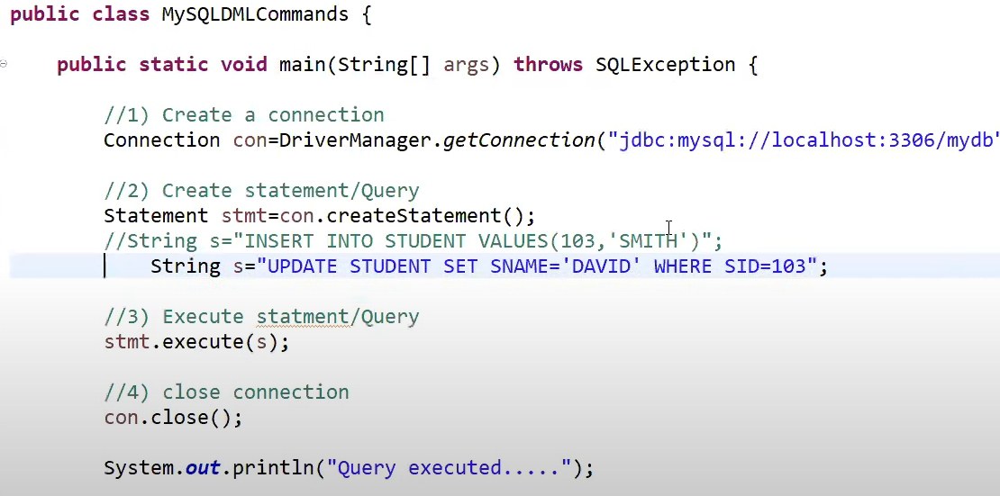 public class MySQLDMLCommands {
public static void main(String[] args) throws SQLException {
//1) Create a connection
Connection con=DriverManager.getConnection("jdbc:mysql://localhost:3306/mydb"
//2) Create statement/Query
Statement stmt=con.createStatement();
//String s="INSERT INTO STUDENT VALUES(103,'SMITH')";
String s="UPDATE STUDENT SET SNAME='DAVID' WHERE SID=103";
//3) Execute statment/Query
stmt.execute(s);
//4) close connection
con.close();
System.out.println("Query executed.....");